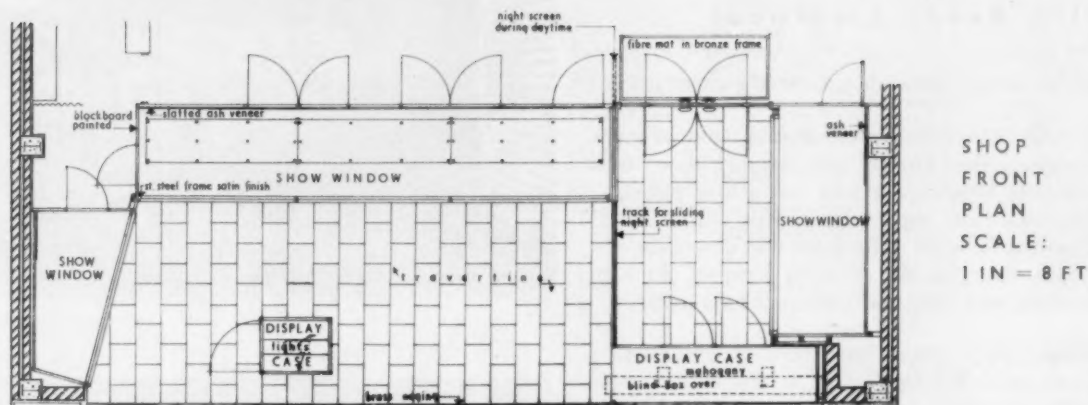 night screen
during daytime
fibre mat in bronze frame
blockboard
painted
slatted ash veneer
ash
veneer
SHOW WINDOW
st. steel frame satin finish
track for sliding
night screen
SHOW WINDOW
SHOW
WINDOW
travertine
DISPLAY
lights
CASE
DISPLAY CASE
mahogany
blind box over
brass edging
SHOP
FRONT
PLAN
SCALE:
1 IN = 8 FT